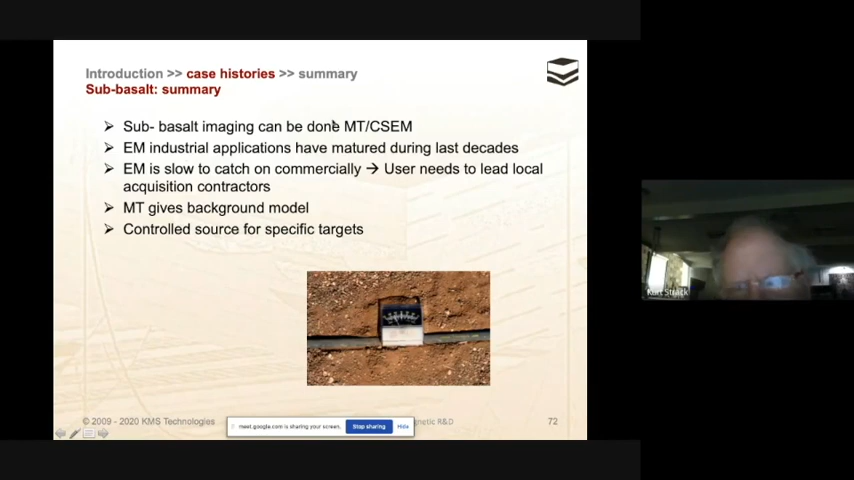 Introduction >> case histories >> summary
Sub-basalt: summary
➢ Sub- basalt imaging can be done MT/CSEM
➢ EM industrial applications have matured during last decades
➢ EM is slow to catch on commercially → User needs to lead local
acquisition contractors
➢ MT gives background model
➢ Controlled source for specific targets
Kurt Strack
© 2009 - 2020 KMS Technologies
meet.google.com is sharing your screen.
Stop sharing
Hide
gnetic R&D
72